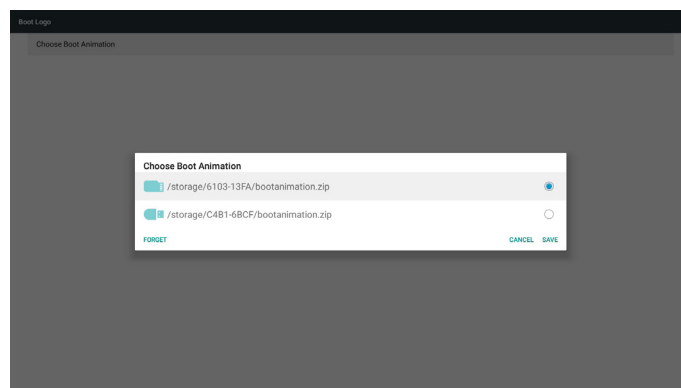 Boot Logo
Choose Boot Animation
Choose Boot Animation
/storage/6103-13FA/bootanimation.zip
/storage/C4B1-6BCF/bootanimation.zip
FORGET CANCEL SAVE